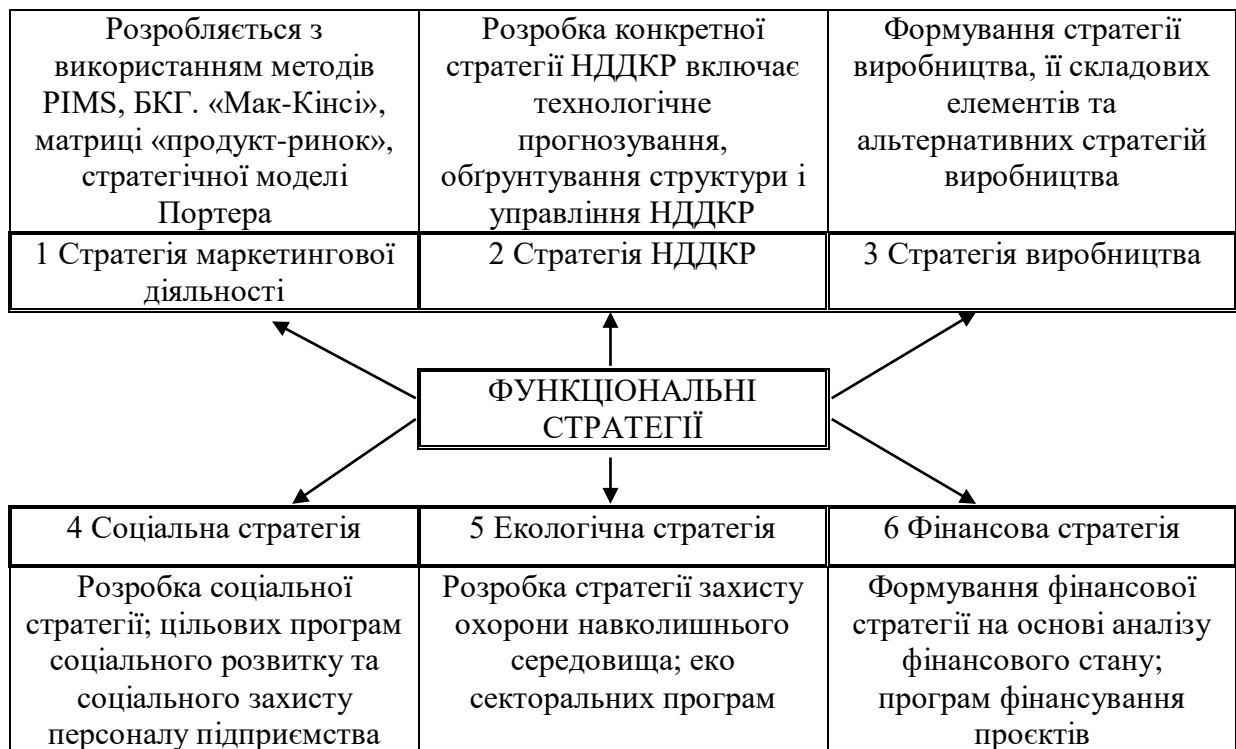 Розробляється з
використанням методів
PIMS, БКГ. «Мак-Кінсі»,
матриці «продукт-ринок»,
стратегічної моделі
Портера
Розробка конкретної
стратегії НДДКР включає
технологічне
прогнозування,
обґрунтування структури і
управління НДДКР
Формування стратегії
виробництва, її складових
елементів та
альтернативних стратегій
виробництва
1 Стратегія маркетингової
діяльності
2 Стратегія НДДКР
3 Стратегія виробництва
ФУНКЦІОНАЛЬНІ
СТРАТЕГІЇ
4 Соціальна стратегія
5 Екологічна стратегія
6 Фінансова стратегія
Розробка соціальної
стратегії; цільових програм
соціального розвитку та
соціального захисту
персоналу підприємства
Розробка стратегії захисту
охорони навколишнього
середовища; еко
секторальних програм
Формування фінансової
стратегії на основі аналізу
фінансового стану;
програм фінансування
проєктів